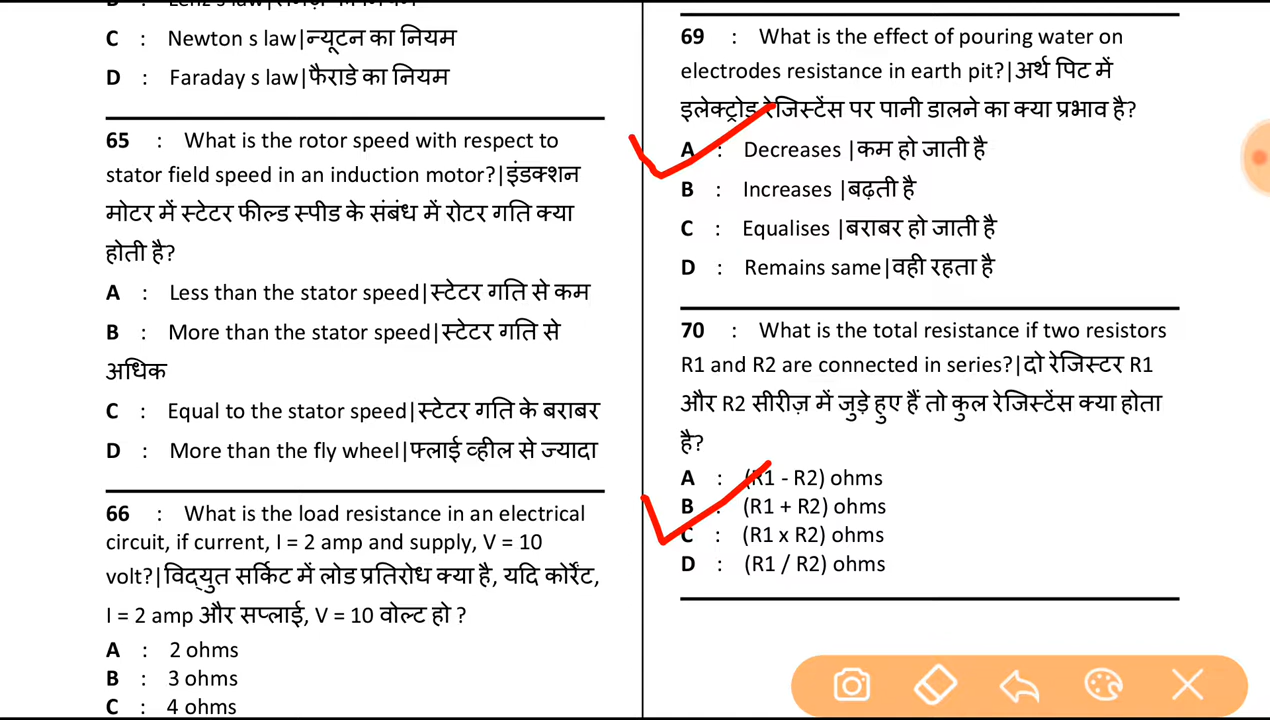 C : Newton s law|न्यूटन का नियम
D : Faraday s law|फैराडे का नियम
65 : What is the rotor speed with respect to
stator field speed in an induction motor?|इंडक्शन
मोटर में स्टेटर फील्ड स्पीड के संबंध में रोटर गति क्या
होती है?
A : Less than the stator speed|स्टेटर गति से कम
B : More than the stator speed|स्टेटर गति से
अधिक
C : Equal to the stator speed|स्टेटर गति के बराबर
D : More than the fly wheel|फ्लाई व्हील से ज्यादा
66 : What is the load resistance in an electrical
circuit, if current, I = 2 amp and supply, V = 10
volt?|विद्युत सर्किट में लोड प्रतिरोध क्या है, यदि कोर्रेंट,
I = 2 amp और सप्लाई, V = 10 वोल्ट हो ?
A : 2 ohms
B : 3 ohms
C : 4 ohms
69 : What is the effect of pouring water on
electrodes resistance in earth pit?|अर्थ पिट में
इलेक्ट्रोड रेजिस्टेंस पर पानी डालने का क्या प्रभाव है?
A : Decreases |कम हो जाती है
B : Increases |बढ़ती है
C : Equalises |बराबर हो जाती है
D : Remains same|वही रहता है
70 : What is the total resistance if two resistors
R1 and R2 are connected in series?|दो रेजिस्टर R1
और R2 सीरीज़ में जुड़े हुए हैं तो कुल रेजिस्टेंस क्या होता
है?
A : (R1 - R2) ohms
B : (R1 + R2) ohms
C : (R1 x R2) ohms
D : (R1 / R2) ohms